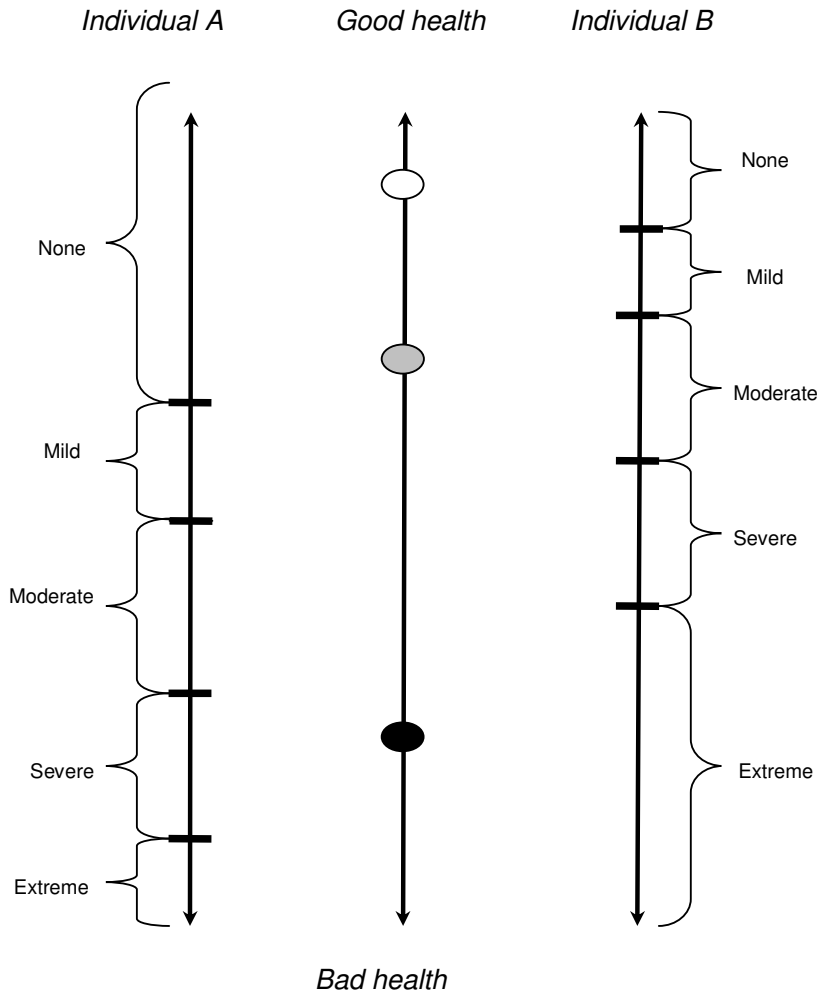 Individual A
Good health
Individual B
None
Mild
Moderate
Severe
Extreme
None
Mild
Moderate
Severe
Extreme
Bad health